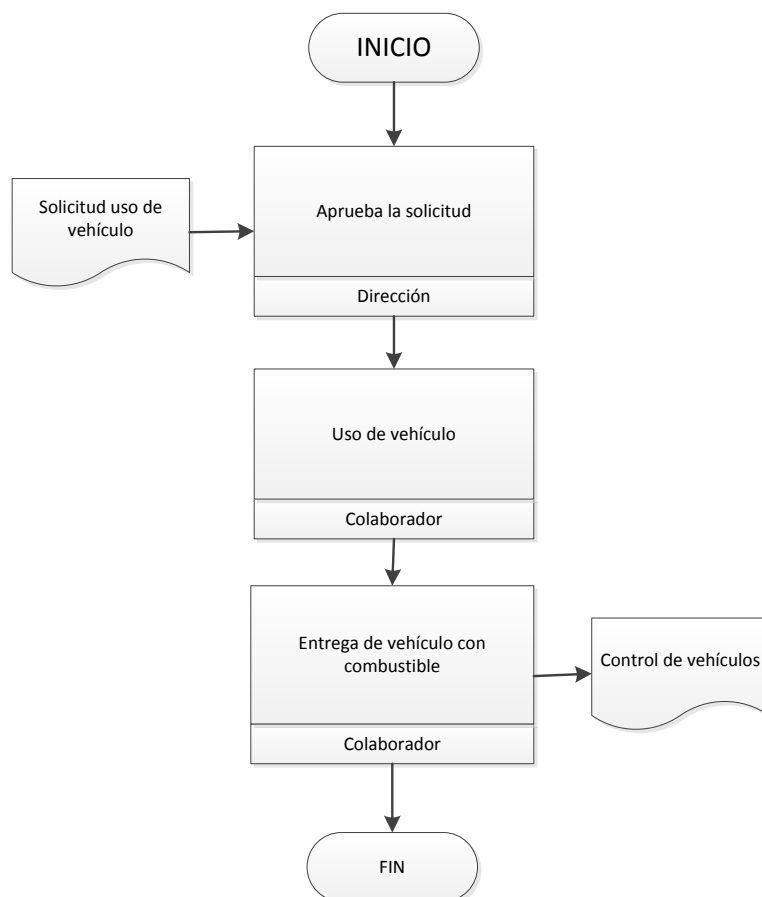 INICIO
Solicitud uso de
vehículo
Aprueba la solicitud
Dirección
Uso de vehículo
Colaborador
Entrega de vehículo con
combustible
Control de vehículos
Colaborador
FIN